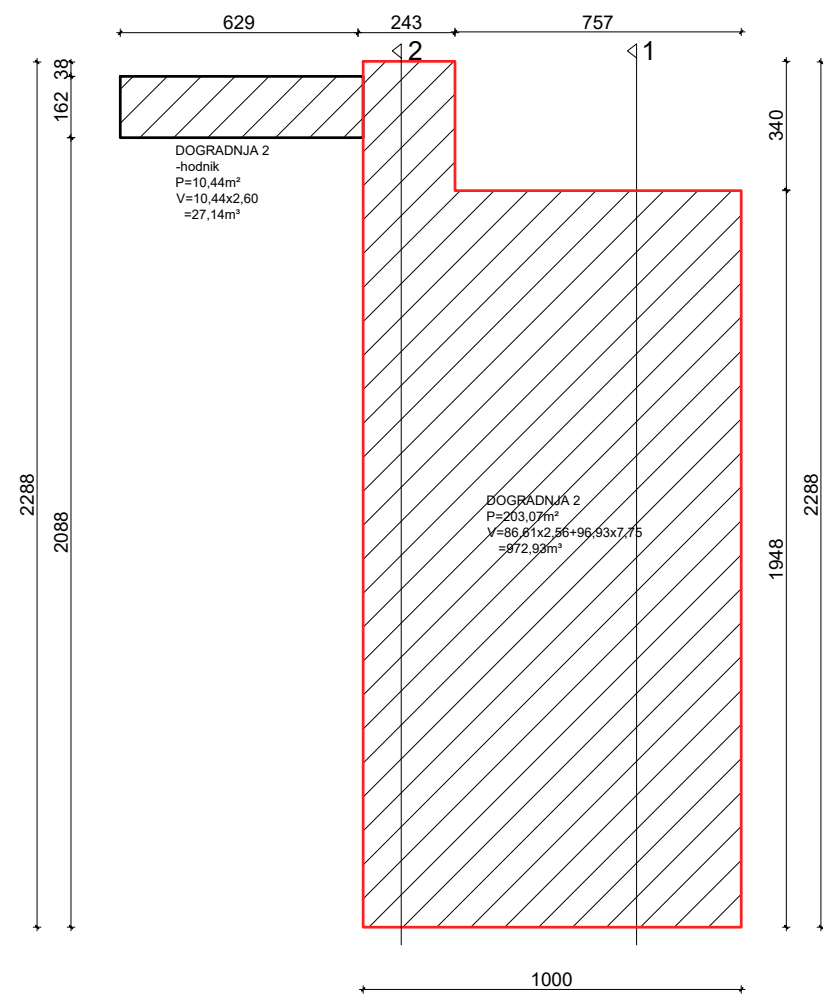 629 243 757
2 1
38
162
340
DOGRADNJA 2
-hodnik
P=10,44m²
V=10,44x2,60
=27,14m³
2288
2088
2288
1948
DOGRADNJA 2
P=203,07m²
V=86,61x2,56+96,93x7,75
=972,93m³
1000